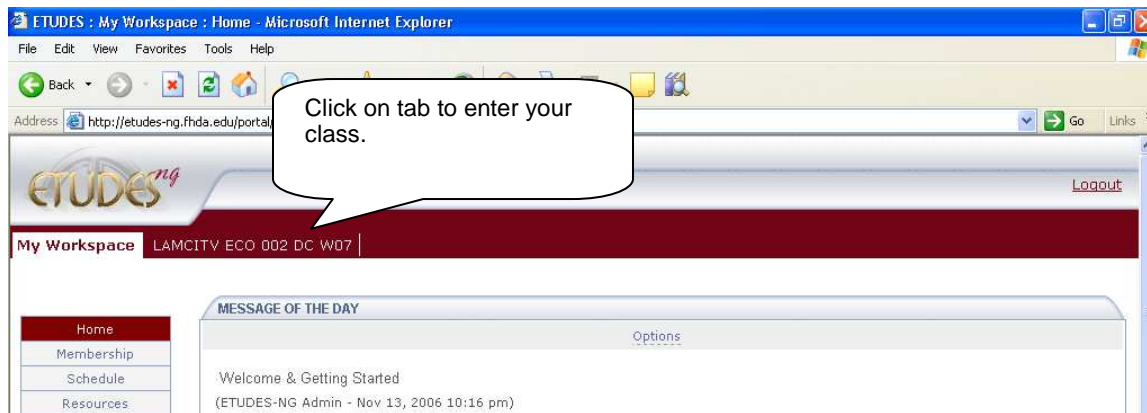 ETUDES : My Workspace : Home - Microsoft Internet Explorer
File Edit View Favorites Tools Help
Back
Click on tab to enter your
class.
Address http://etudes-ng.fhda.edu/portal/ Go Links
ETUDES ng
Logout
My Workspace LAMCITV ECO 002 DC W07
MESSAGE OF THE DAY
Home
Options
Membership
Schedule
Welcome & Getting Started
Resources
(ETUDES-NG Admin - Nov 13, 2006 10:16 pm)